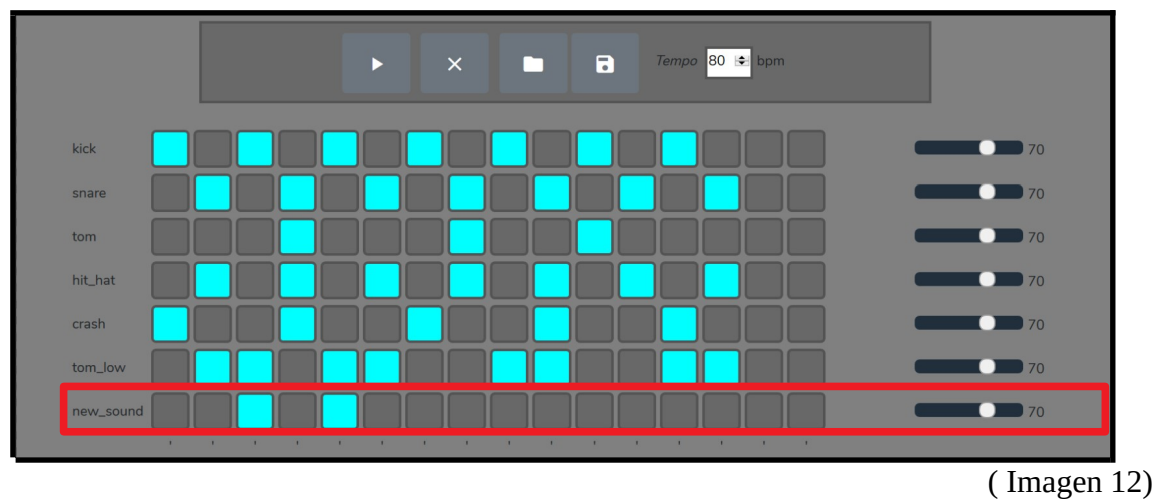 Tempo 80 bpm
kick 70
snare 70
tom 70
hit_hat 70
crash 70
tom_low 70
new_sound 70
( Imagen 12)